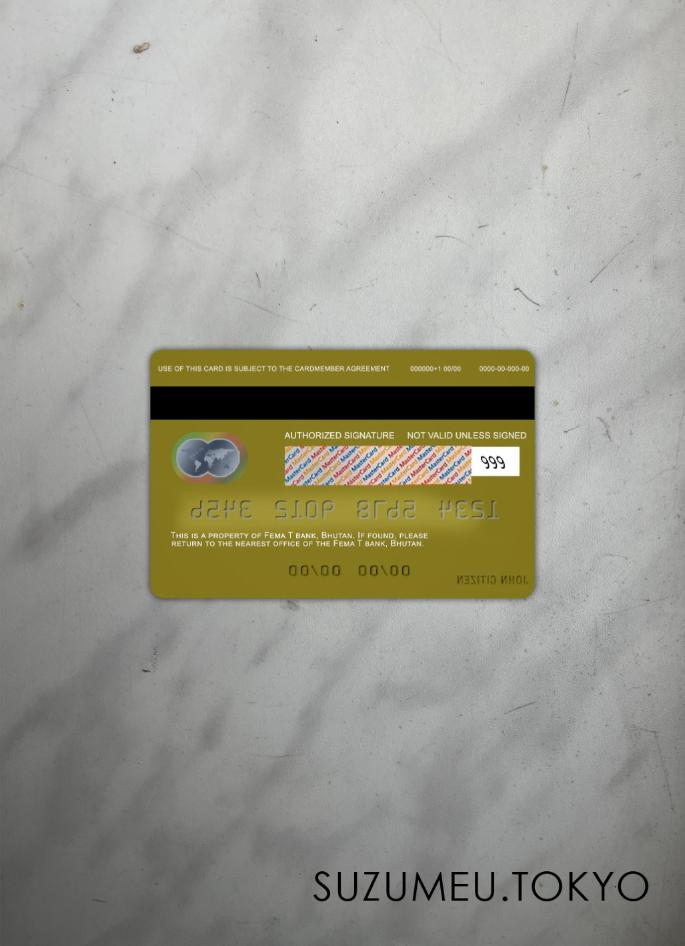 USE OF THIS CARD IS SUBJECT TO THE CARDMEMBER AGREEMENT 000000+1 00/00 0000-00-000-00
AUTHORIZED SIGNATURE NOT VALID UNLESS SIGNED
MasterCard MasterCard MasterCard MasterCard
999
1234 5678 9012 3456
THIS IS A PROPERTY OF FEMA T BANK, BHUTAN. IF FOUND, PLEASE
RETURN TO THE NEAREST OFFICE OF THE FEMA T BANK, BHUTAN.
00/00 00/00
JOHN CITIZEN
SUZUMEU.TOKYO